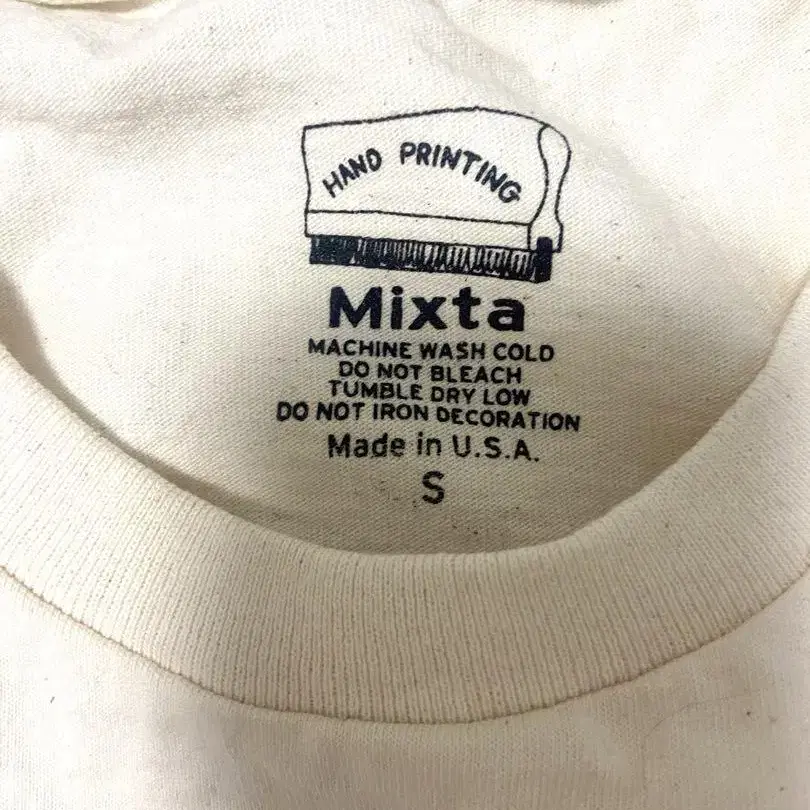 HAND PRINTING
Mixta
MACHINE WASH COLD
DO NOT BLEACH
TUMBLE DRY LOW
DO NOT IRON DECORATION
Made in U.S.A.
S